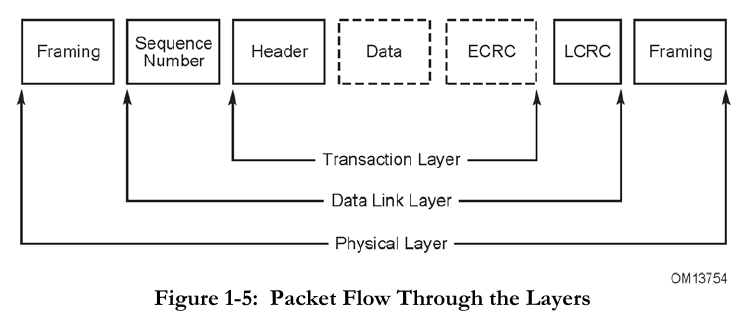 Framing
Sequence
Number
Header
Data
ECRC
LCRC
Framing
Transaction Layer
Data Link Layer
Physical Layer
OM13754
Figure 1-5: Packet Flow Through the Layers